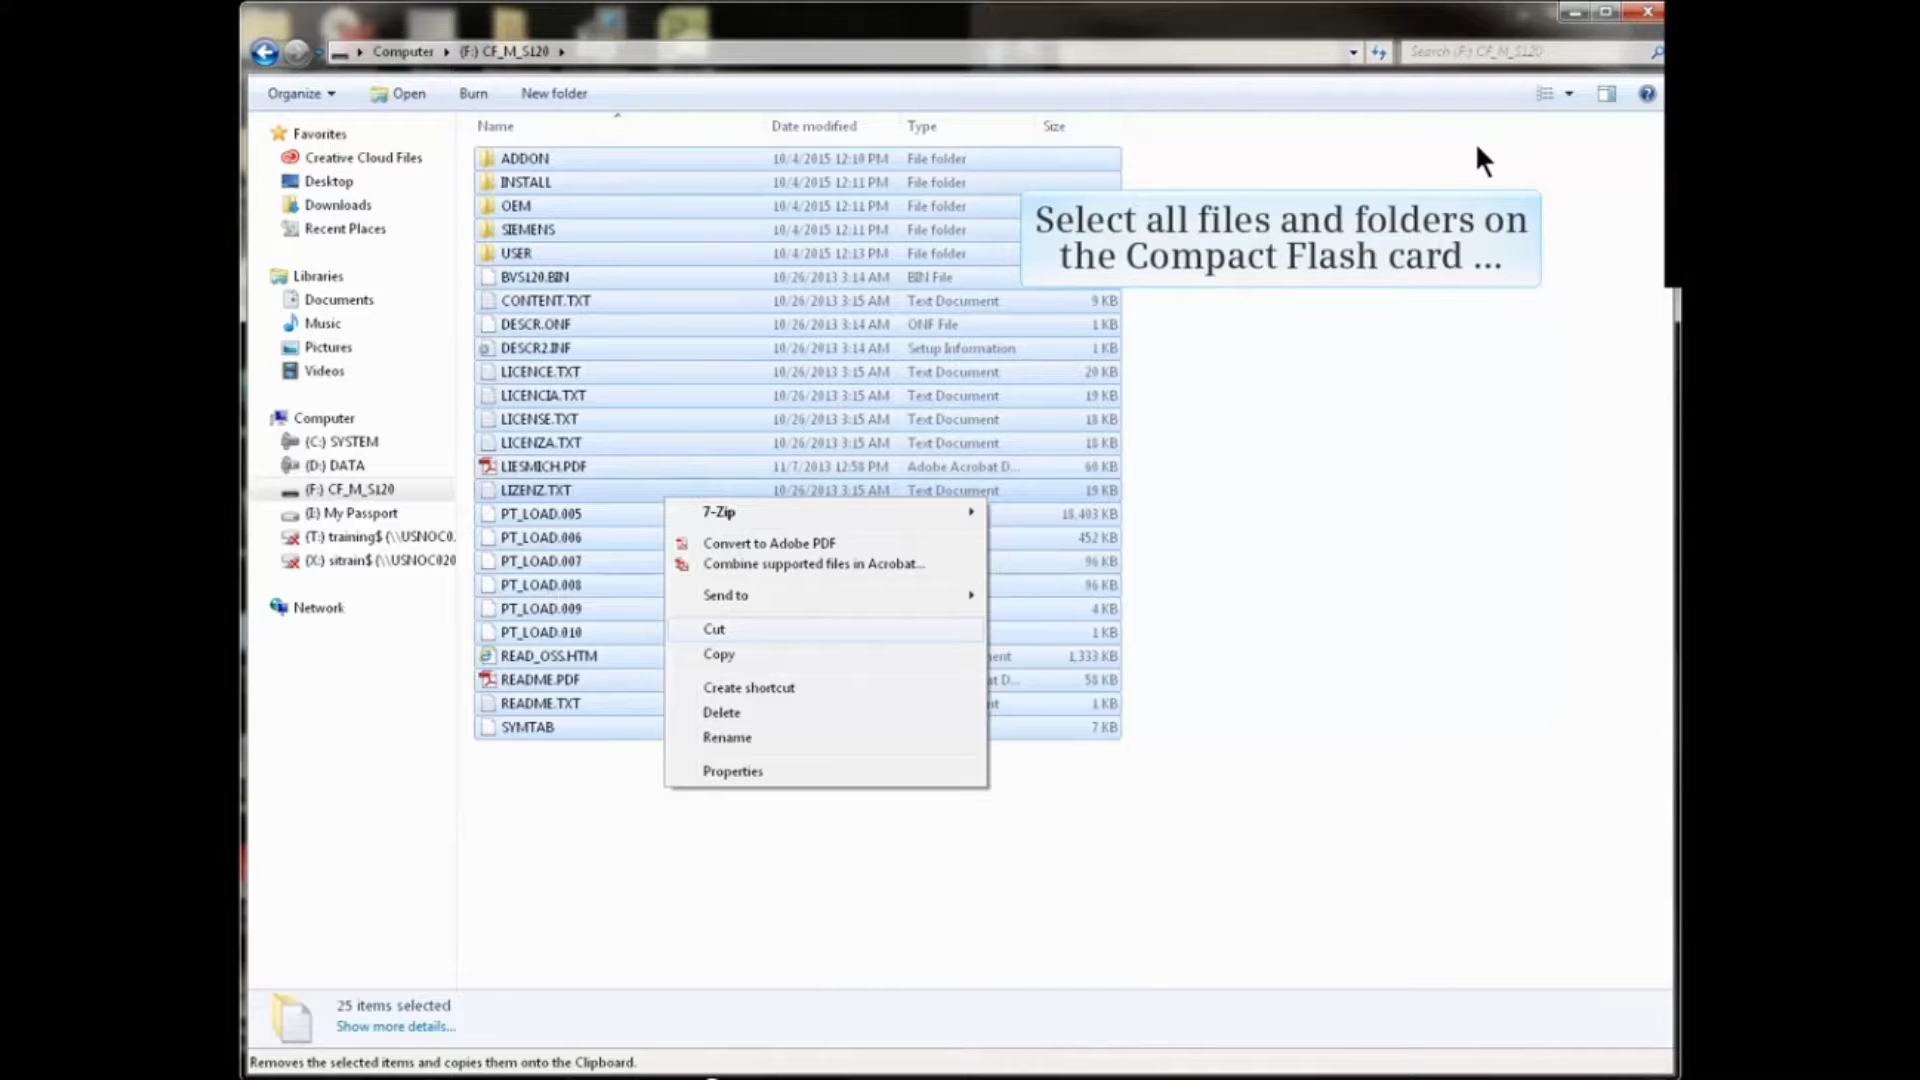 Computer ▸ (F:) CF_M_S120 ▸
Search (F:) CF_M_S120
Organize Open Burn New folder
Name Date modified Type Size
Favorites
Creative Cloud Files
Desktop
Downloads
Recent Places
Libraries
Documents
Music
Pictures
Videos
Computer
(C:) SYSTEM
(D:) DATA
(F:) CF_M_S120
(I:) My Passport
(T:) training$ (\\USNOC0.
(X:) sitrain$ (\\USNOC020
Network
ADDON 10/4/2015 12:10 PM File folder
INSTALL 10/4/2015 12:11 PM File folder
OEM 10/4/2015 12:11 PM File folder
SIEMENS 10/4/2015 12:11 PM File folder
USER 10/4/2015 12:13 PM File folder
BVS120.BIN 10/26/2013 3:14 AM BIN File
CONTENT.TXT 10/26/2013 3:15 AM Text Document 9 KB
DESCR.ONF 10/26/2013 3:14 AM ONF File 1 KB
DESCR2.INF 10/26/2013 3:14 AM Setup Information 1 KB
LICENCE.TXT 10/26/2013 3:15 AM Text Document 20 KB
LICENCIA.TXT 10/26/2013 3:15 AM Text Document 19 KB
LICENSE.TXT 10/26/2013 3:15 AM Text Document 18 KB
LICENZA.TXT 10/26/2013 3:15 AM Text Document 18 KB
LIESMICH.PDF 11/7/2013 12:58 PM Adobe Acrobat D... 60 KB
LIZENZ.TXT 10/26/2013 3:15 AM Text Document 19 KB
PT_LOAD.005 18,403 KB
PT_LOAD.006 452 KB
PT_LOAD.007 96 KB
PT_LOAD.008 96 KB
PT_LOAD.009 4 KB
PT_LOAD.010 1 KB
READ_OSS.HTM ent 1,333 KB
README.PDF at D... 58 KB
README.TXT nt 1 KB
SYMTAB 7 KB
Select all files and folders on
the Compact Flash card ...
7-Zip
Convert to Adobe PDF
Combine supported files in Acrobat...
Send to
Cut
Copy
Create shortcut
Delete
Rename
Properties
25 items selected
Show more details...
Removes the selected items and copies them onto the Clipboard.